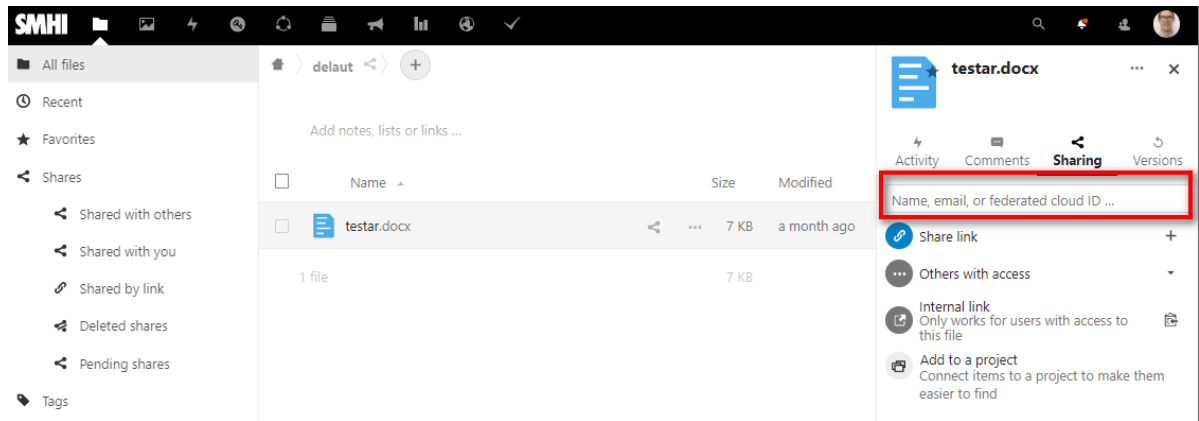 SMHI
All files
Recent
Favorites
Shares
Shared with others
Shared with you
Shared by link
Deleted shares
Pending shares
Tags
delaut
Add notes, lists or links ...
Name Size Modified
testar.docx 7 KB a month ago
1 file 7 KB
testar.docx
Activity Comments Sharing Versions
Name, email, or federated cloud ID ...
Share link
Others with access
Internal link
Only works for users with access to
this file
Add to a project
Connect items to a project to make them
easier to find